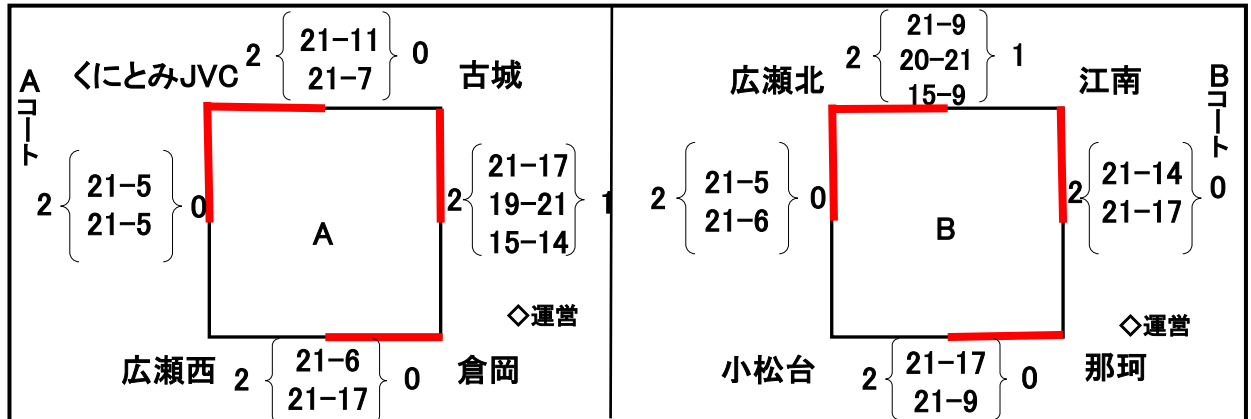 Aコート
くにとみJVC
2 21-11 0
21-7
古城
2 21-5 0
21-5
A
2 21-17 1
19-21
15-14
◇運営
広瀬西
2 21-6 0
21-17
倉岡
広瀬北
2 21-9 1
20-21
15-9
江南
Bコート
2 21-5 0
21-6
B
2 21-14 0
21-17
◇運営
小松台
2 21-17 0
21-9
那珂